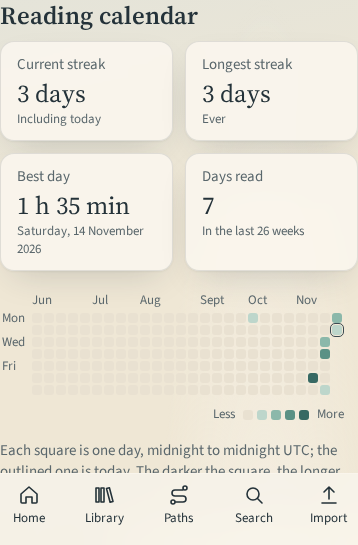 Reading calendar
Current streak
3 days
Including today
Longest streak
3 days
Ever
Best day
1 h 35 min
Saturday, 14 November
2026
Days read
7
In the last 26 weeks
Jun Jul Aug Sept Oct Nov
Mon
Wed
Fri
Less More
Each square is one day, midnight to midnight UTC; the
outlined one is today. The darker the square, the longer
Home Library Paths Search Import